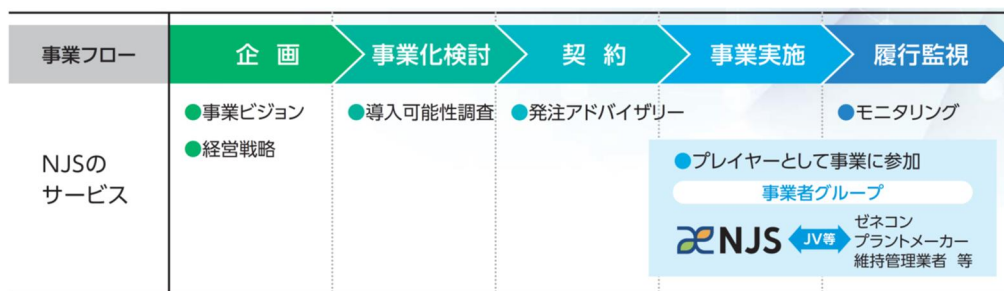 事業フロー
企画
事業化検討
契約
事業実施
履行監視
NJSの
サービス
●事業ビジョン
●経営戦略
●導入可能性調査
●発注アドバイザリー
●モニタリング
●プレイヤーとして事業に参加
事業者グループ
NJS
JV等
ゼネコン
プラントメーカー
維持管理業者 等